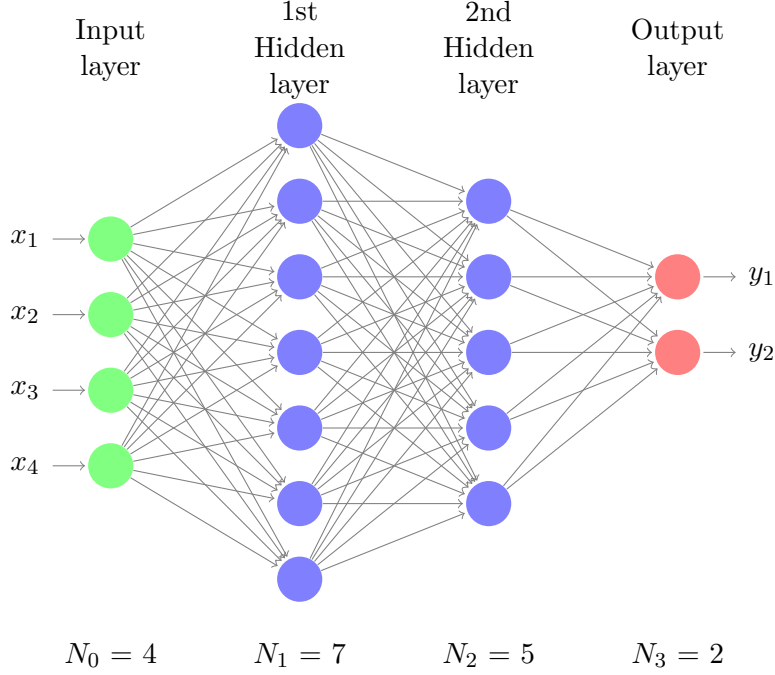 Input
layer
1st
Hidden
layer
2nd
Hidden
layer
Output
layer
x₁
x₂
x₃
x₄
y₁
y₂
N₀ = 4
N₁ = 7
N₂ = 5
N₃ = 2